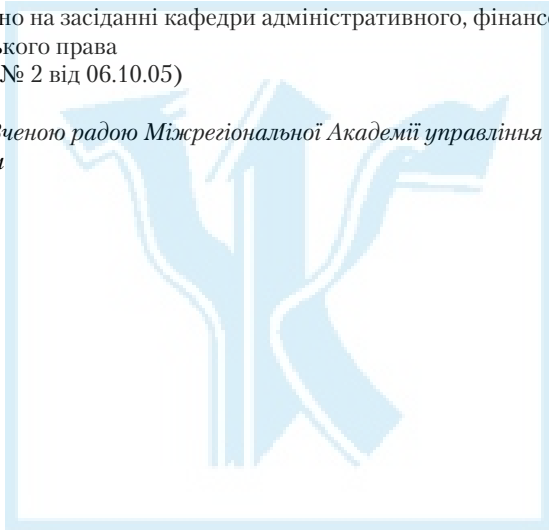 но на засіданні кафедри адміністративного, фінансо
ького права
№ 2 від 06.10.05)
ченою радою Міжрегіональної Академії управління